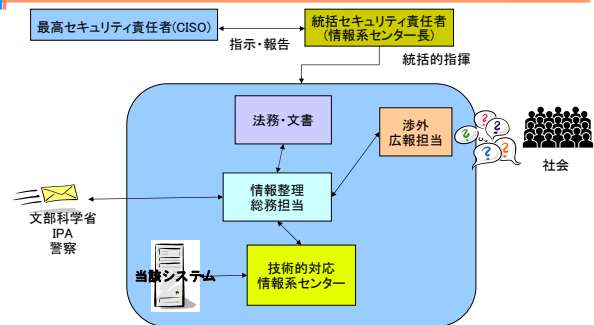 最高セキュリティ責任者(CISO)
指示・報告
統括セキュリティ責任者
(情報系センター長)
統括的指揮
法務・文書
渉外
広報担当
? ? ? ? ?
社会
情報整理
総務担当
文部科学省
IPA
警察
当該システム
技術的対応
情報系センター